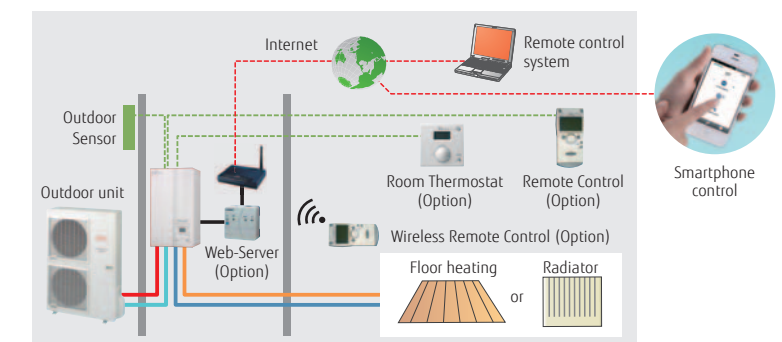 Internet
Remote control
system
Outdoor
Sensor
Smartphone
control
Room Thermostat
(Option)
Remote Control
(Option)
Outdoor unit
Web-Server
(Option)
Wireless Remote Control (Option)
Floor heating
or
Radiator